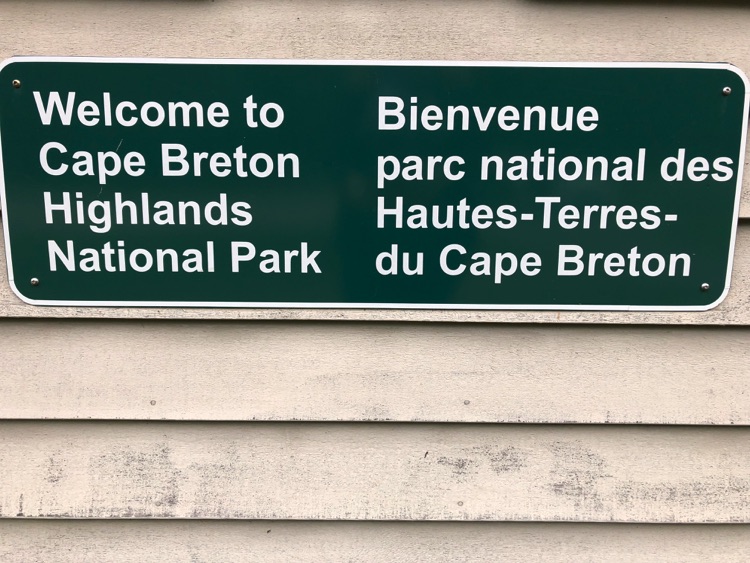 Welcome to
Cape Breton
Highlands
National Park
Bienvenue
parc national des
Hautes-Terres-
du Cape Breton